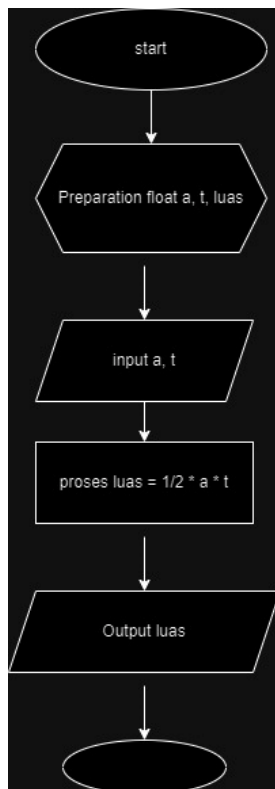 start
Preparation float a, t, luas
input a, t
proses luas = 1/2 * a * t
Output luas